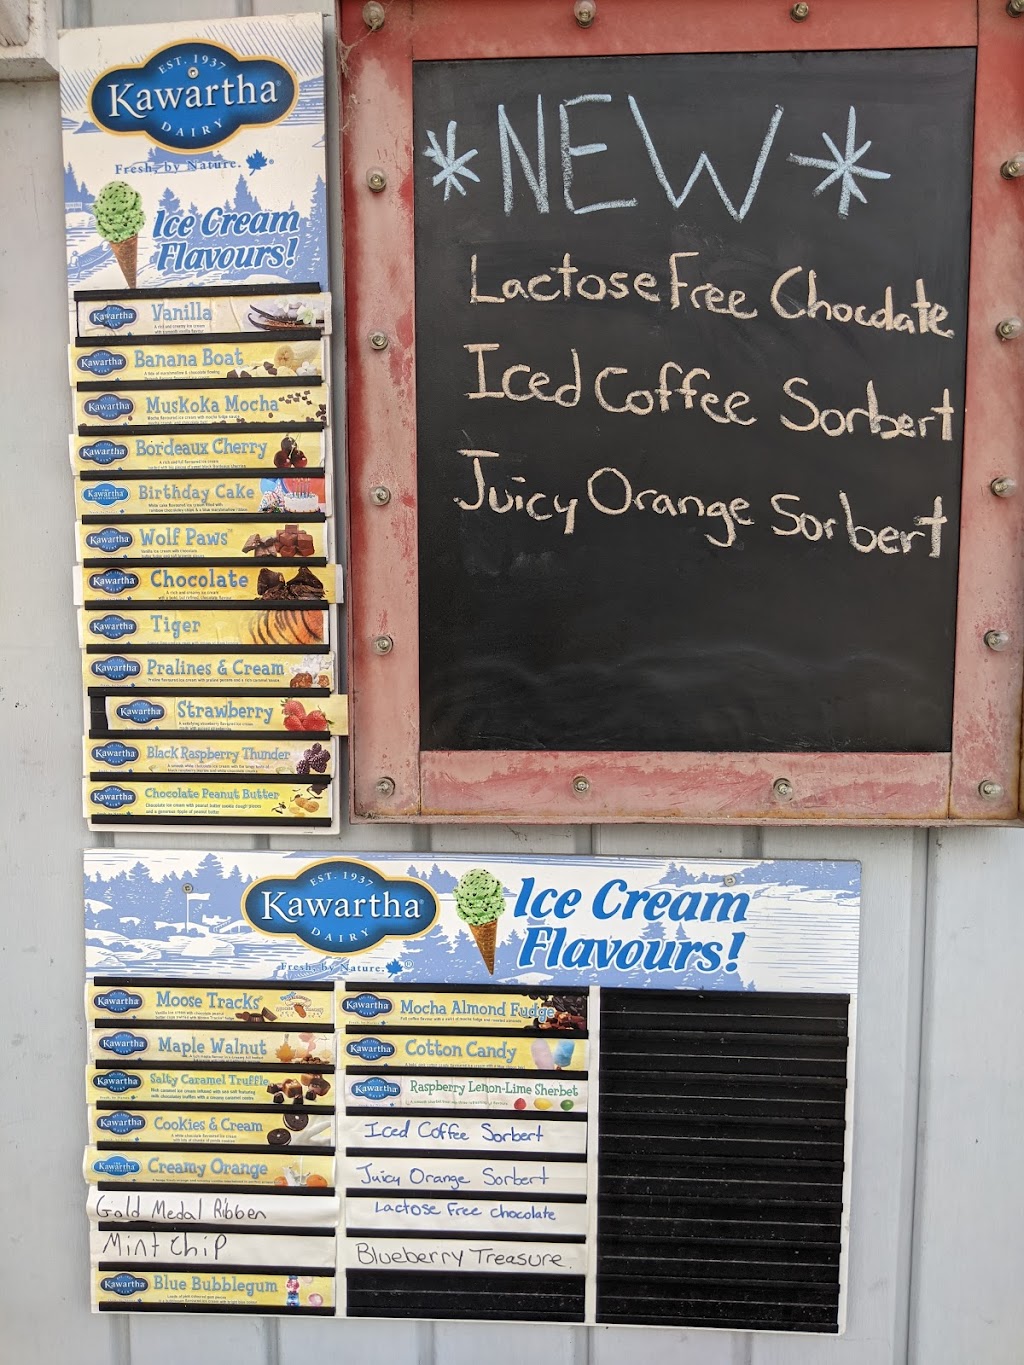 EST. 1937
Kawartha
DAIRY
Fresh, by Nature.
Ice Cream
Flavours!
Kawartha Vanilla
Kawartha Banana Boat
Kawartha Muskoka Mocha
Kawartha Bordeaux Cherry
Kawartha Birthday Cake
Kawartha Wolf Paws
Kawartha Chocolate
Kawartha Tiger
Kawartha Pralines & Cream
Kawartha Strawberry
Kawartha Black Raspberry Thunder
Kawartha Chocolate Peanut Butter
*NEW*
Lactose Free Chocolate
Iced Coffee Sorbert
Juicy Orange Sorbert
EST. 1937
Kawartha
DAIRY
Fresh, by Nature.
Ice Cream
Flavours!
Kawartha Moose Tracks
Kawartha Maple Walnut
Kawartha Salty Caramel Truffle
Kawartha Cookies & Cream
Kawartha Creamy Orange
Gold Medal Ribben
Mint Chip
Kawartha Blue Bubblegum
Kawartha Mocha Almond Fudge
Kawartha Cotton Candy
Kawartha Raspberry Lemon-Lime Sherbet
Iced Coffee Sorbert
Juicy Orange Sorbert
Lactose Free Chocolate
Blueberry Treasure.